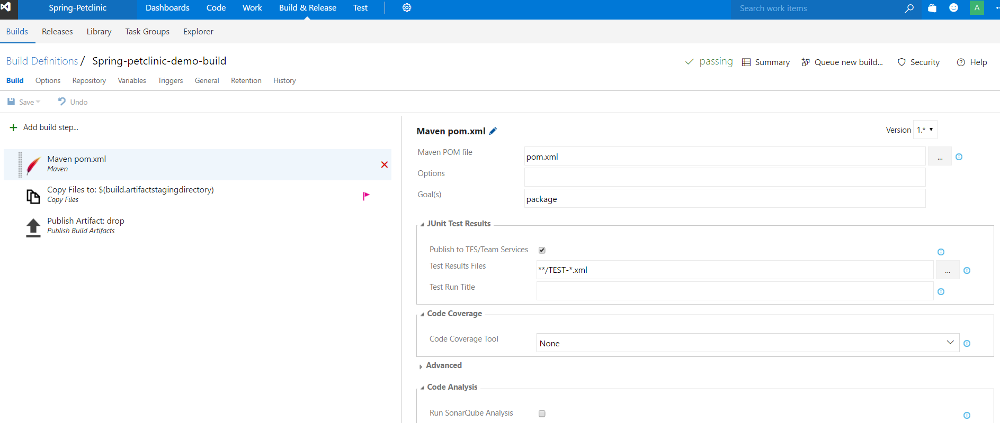 Spring-Petclinic Dashboards Code Work Build & Release Test Search work items A
Builds Releases Library Task Groups Explorer
Build Definitions / Spring-petclinic-demo-build passing Summary Queue new build... Security Help
Build Options Repository Variables Triggers General Retention History
Save Undo
Add build step...
Maven pom.xml
Maven
Copy Files to: $(build.artifactstagingdirectory)
Copy Files
Publish Artifact: drop
Publish Build Artifacts
Maven pom.xml Version 1.*
Maven POM file pom.xml ...
Options
Goal(s) package
JUnit Test Results
Publish to TFS/Team Services
Test Results Files **/TEST-*.xml ...
Test Run Title
Code Coverage
Code Coverage Tool None
Advanced
Code Analysis
Run SonarQube Analysis